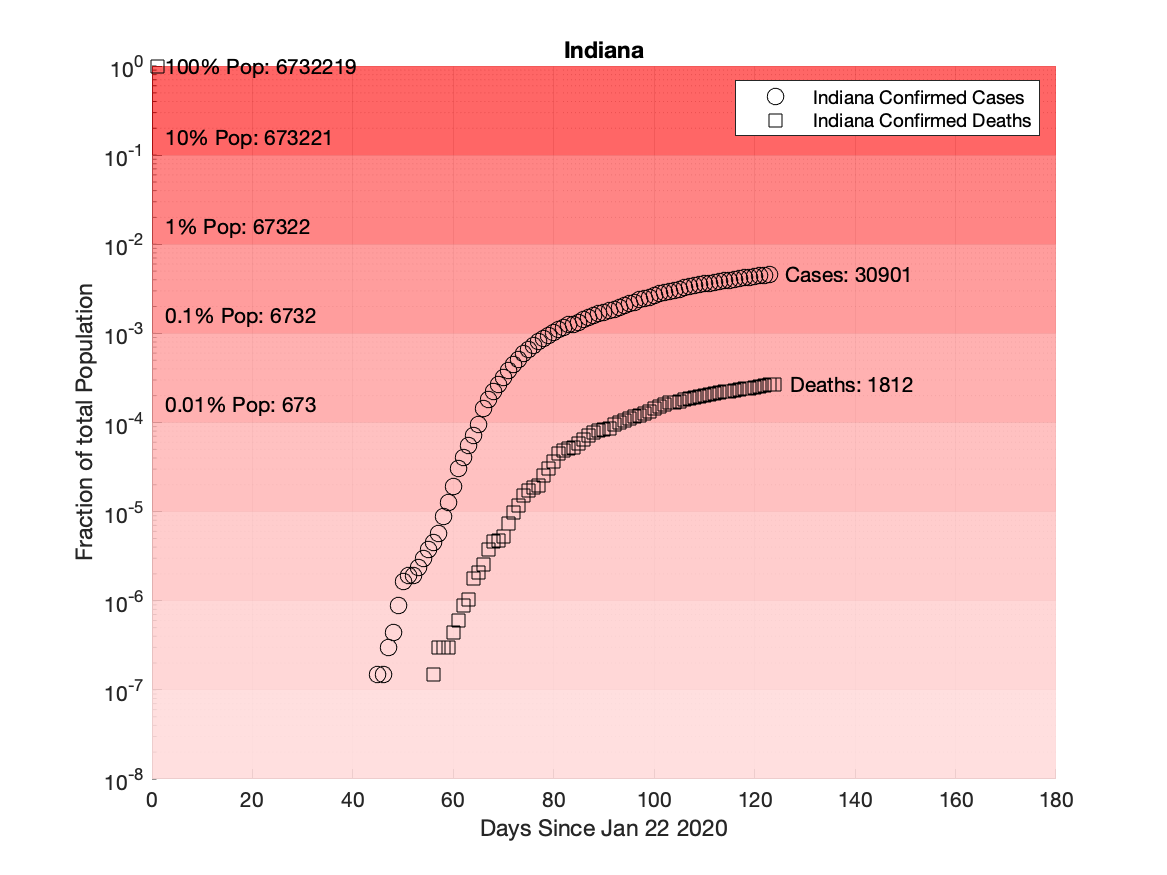 Indiana
10^0
100% Pop: 6732219
Indiana Confirmed Cases
Indiana Confirmed Deaths
10% Pop: 673221
10^-1
1% Pop: 67322
10^-2
Cases: 30901
0.1% Pop: 6732
10^-3
Deaths: 1812
0.01% Pop: 673
10^-4
10^-5
10^-6
10^-7
10^-8
Fraction of total Population
0 20 40 60 80 100 120 140 160 180
Days Since Jan 22 2020